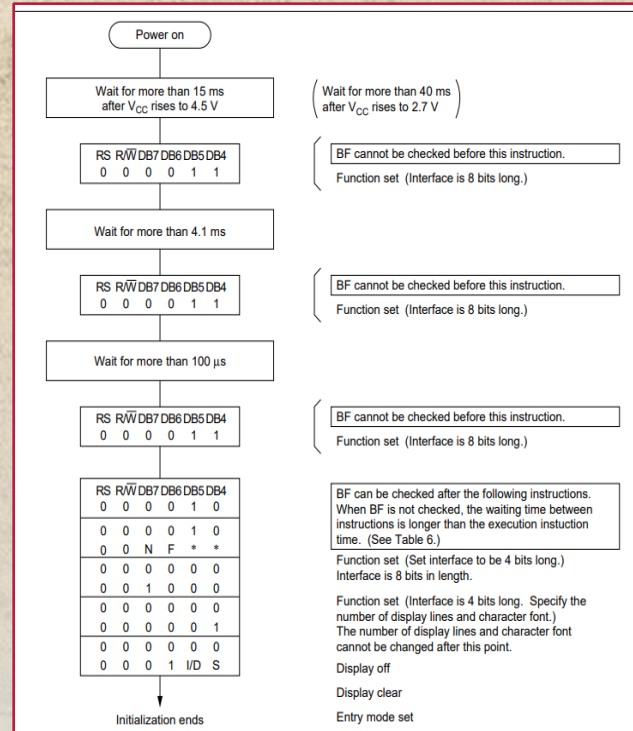 Power on
Wait for more than 15 ms
after VCC rises to 4.5 V
Wait for more than 40 ms
after VCC rises to 2.7 V
RS R/W DB7 DB6 DB5 DB4
0 0 0 0 1 1
BF cannot be checked before this instruction.
Function set (Interface is 8 bits long.)
Wait for more than 4.1 ms
RS R/W DB7 DB6 DB5 DB4
0 0 0 0 1 1
BF cannot be checked before this instruction.
Function set (Interface is 8 bits long.)
Wait for more than 100 μs
RS R/W DB7 DB6 DB5 DB4
0 0 0 0 1 1
BF cannot be checked before this instruction.
Function set (Interface is 8 bits long.)
RS R/W DB7 DB6 DB5 DB4
0 0 0 0 1 0
0 0 0 0 1 0
0 0 N F * *
0 0 0 0 0 0
0 0 1 0 0 0
0 0 0 0 0 0
0 0 0 0 0 1
0 0 0 0 0 0
0 0 0 1 I/D S
BF can be checked after the following instructions.
When BF is not checked, the waiting time between
instructions is longer than the execution instuction
time. (See Table 6.)
Function set (Set interface to be 4 bits long.)
Interface is 8 bits in length.
Function set (Interface is 4 bits long. Specify the
number of display lines and character font.)
The number of display lines and character font
cannot be changed after this point.
Display off
Display clear
Entry mode set
Initialization ends